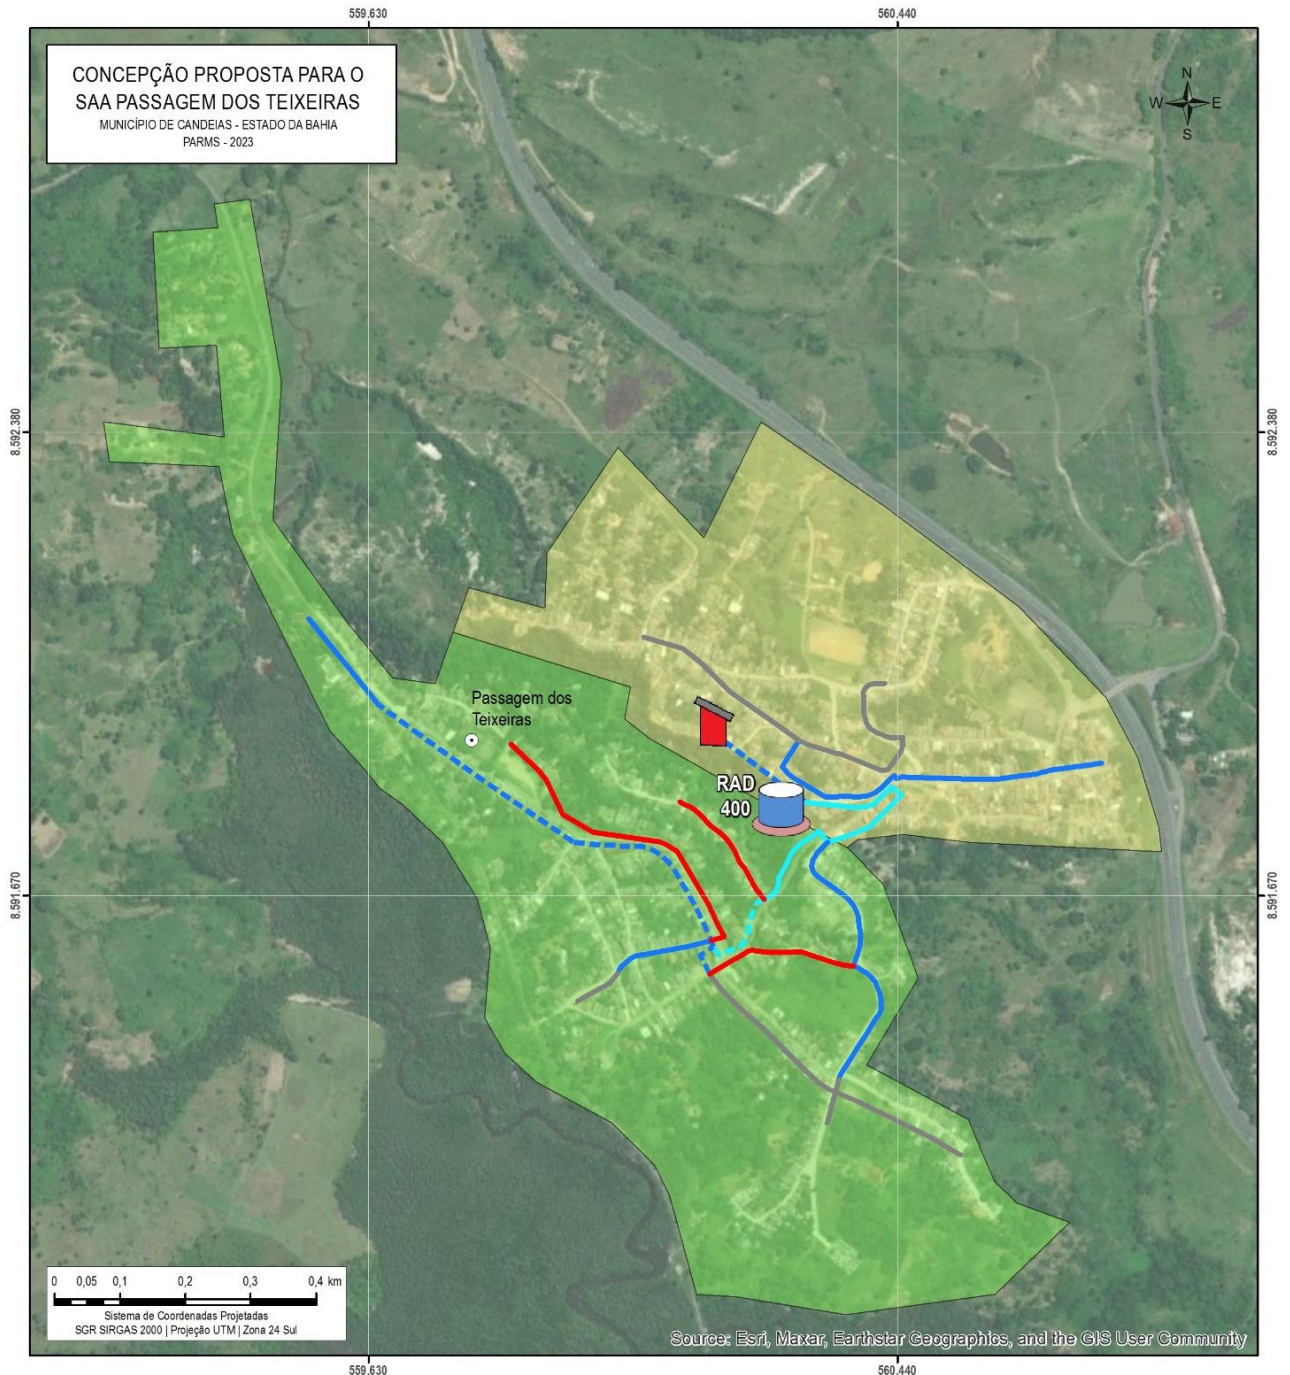 559.630
560.440
CONCEPÇÃO PROPOSTA PARA O
SAA PASSAGEM DOS TEIXEIRAS
MUNICÍPIO DE CANDEIAS - ESTADO DA BAHIA
PARMS - 2023
N
W
E
S
8.592.380
8.592.380
Passagem dos
Teixeiras
RAD
400
8.591.670
8.591.670
0 0,05 0,1 0,2 0,3 0,4 km
Sistema de Coordenadas Projetadas
SGR SIRGAS 2000 | Projeção UTM | Zona 24 Sul
Source: Esri, Maxar, Earthstar Geographics, and the GIS User Community
559.630
560.440